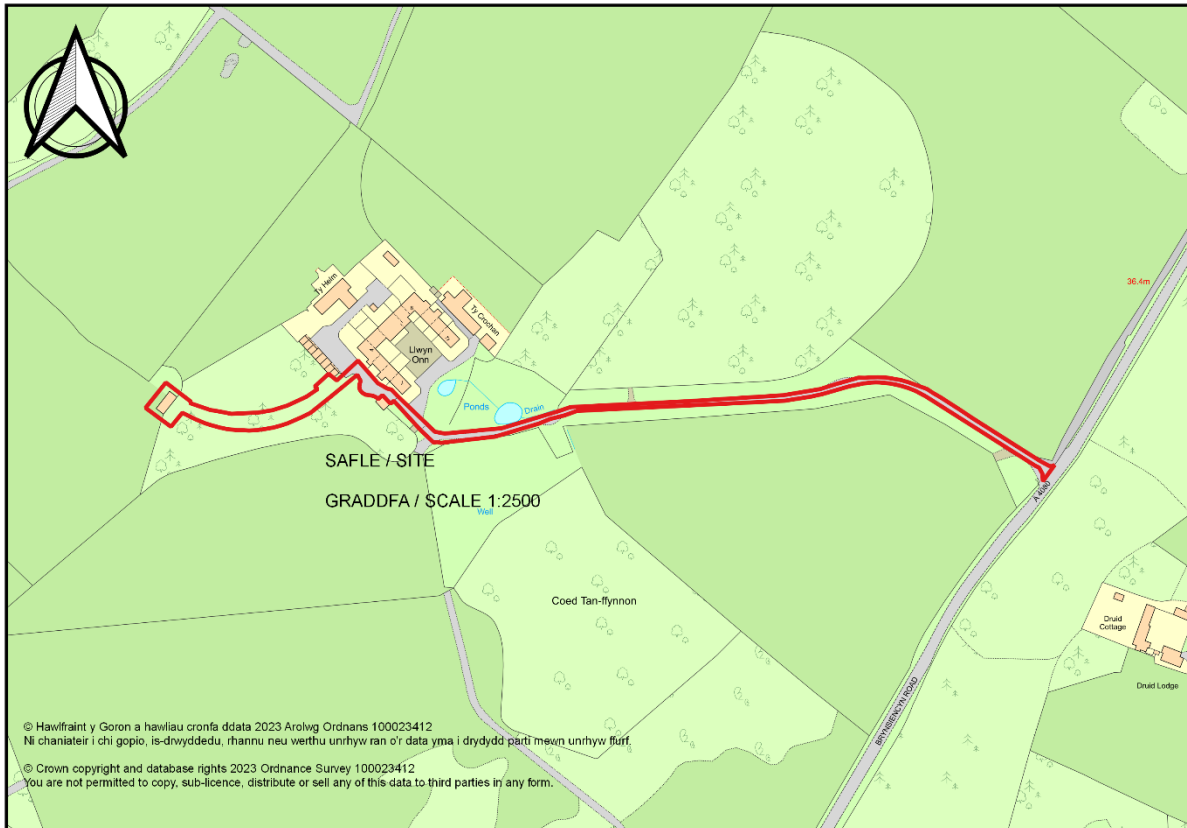 36.4m
Ty Helm
Ty Crochan
Llwyn
Onn
Ponds
Drain
SAFLE / SITE
GRADDFA / SCALE 1:2500
Well
A 4080
Coed Tan-ffynnon
Druid
Cottage
Druid Lodge
BRYNSIENCYN ROAD
© Hawlfraint y Goron a hawliau cronfa ddata 2023 Arolwg Ordnans 100023412
Ni chaniateir i chi gopio, is-drwyddedu, rhannu neu werthu unrhyw ran o'r data yma i drydydd parti mewn unrhyw ffurf.
© Crown copyright and database rights 2023 Ordnance Survey 100023412
You are not permitted to copy, sub-licence, distribute or sell any of this data to third parties in any form.